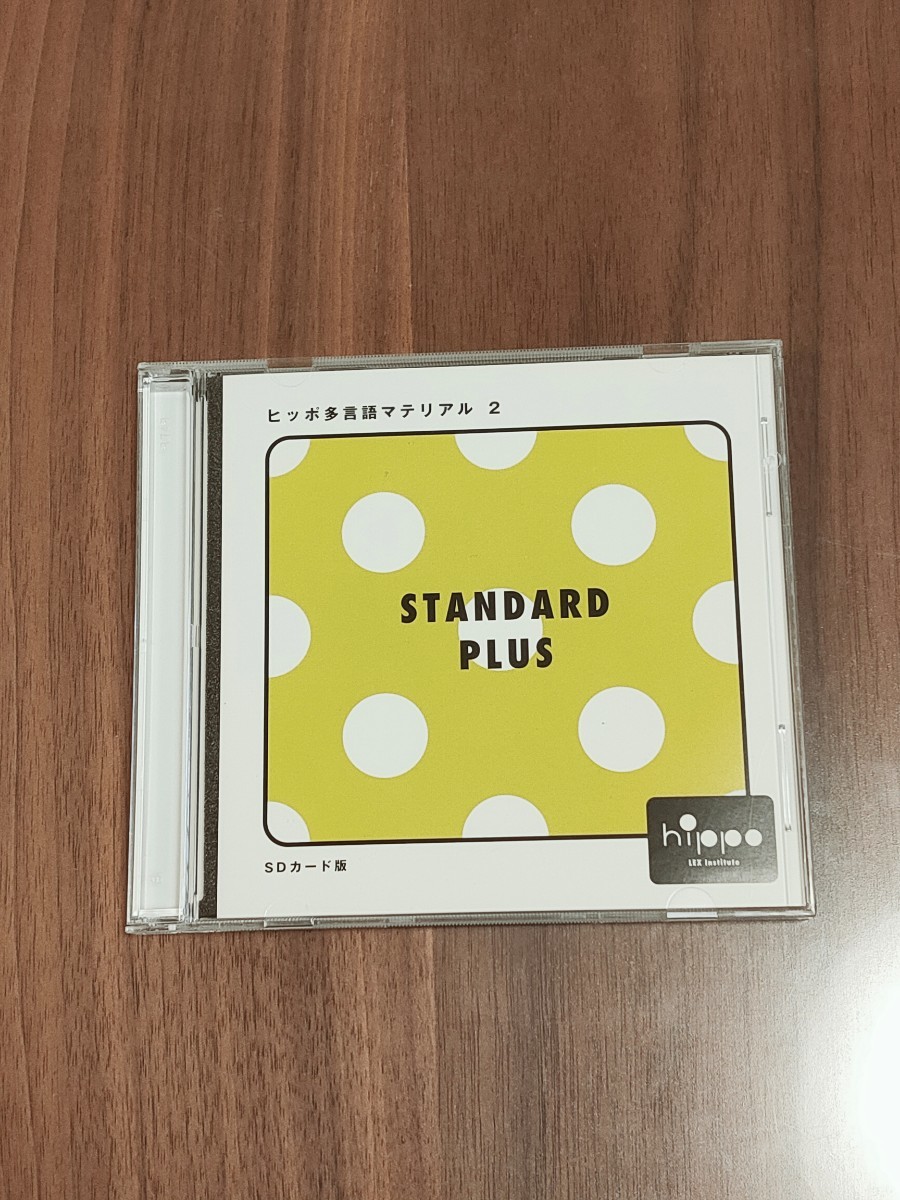 ヒッポ多言語マテリアル 2
STANDARD
PLUS
hippo
LEX Institute
SDカード版